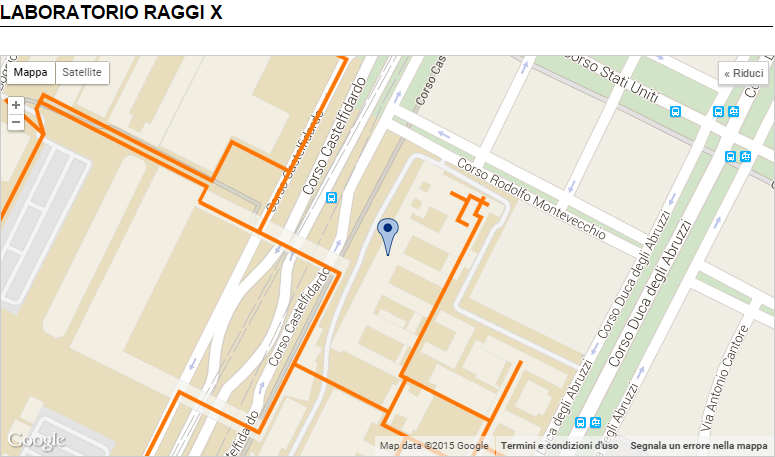 LABORATORIO RAGGI X
Mappa
Satellite
« Riduci
+
−
Corso Stati Uniti
Corso Cas
Corso Castelfidardo
Corso Castelfidardo
Corso Rodolfo Montevecchio
Corso Duca degli Abruzzi
Corso Duca degli Abruzzi
Corso Castelfidardo
Via Antonio Cantore
telfidardo
Duca degli Abruzzi
degli Abruzzi
Google
Map data ©2015 Google
Termini e condizioni d'uso
Segnala un errore nella mappa